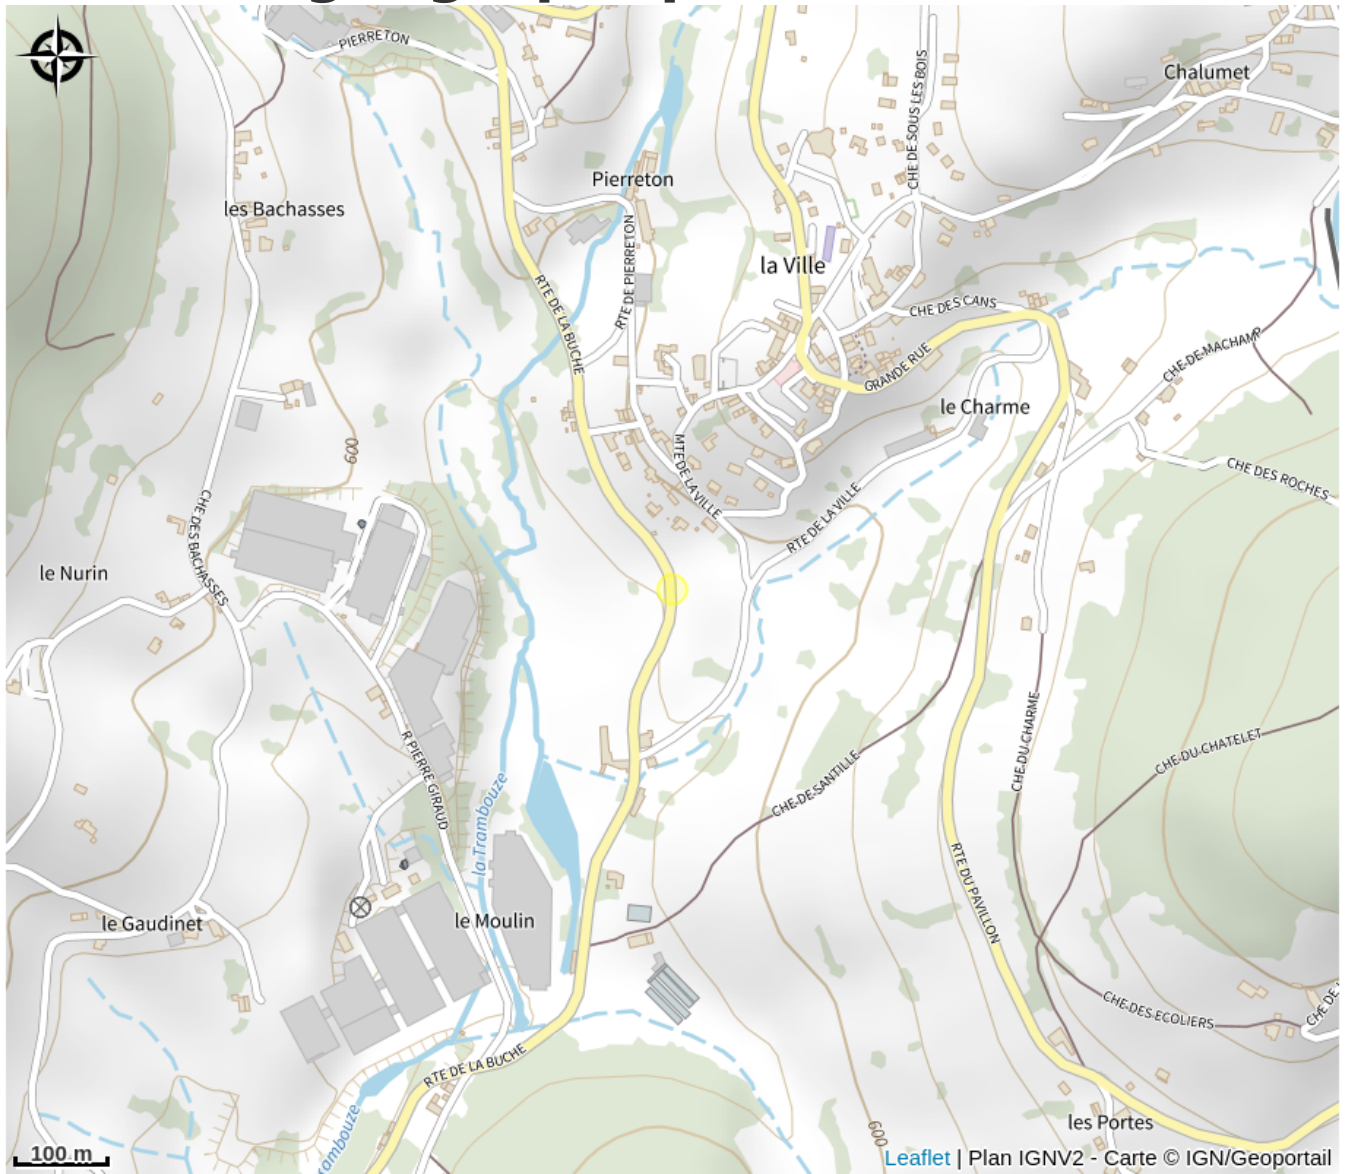 PIERRETON
Chalumet
CHE DE SOUS LES BOIS
Pierreton
les Bachasses
RTE DE PIERRETON
la Ville
RTE DE LA BUCHE
CHE DES CANS
GRANDE RUE
CHE DE MACHAMP
le Charme
600
MTE DE LA VILLE
CHE DES ROCHES
CHE DES BACHASSES
RTE DE LA VILLE
le Nurin
CHE DU CHARME
CHE DU CHATELET
R PIERRE GIRAUD
la Trambouze
CHE DE SANTILLE
RTE DU PAVILLON
le Gaudinet
le Moulin
CHE DES ECOLIERS
CHE DE
RTE DE LA BUCHE
les Portes
600
ambouze
100 m
Leaflet | Plan IGNV2 - Carte © IGN/Geoportail